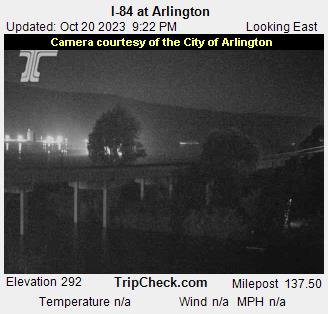 I-84 at Arlington
Updated: Oct 20 2023 9:22 PM Looking East
Camera courtesy of the City of Arlington
Elevation 292 TripCheck.com Milepost 137.50
Temperature n/a Wind n/a MPH n/a